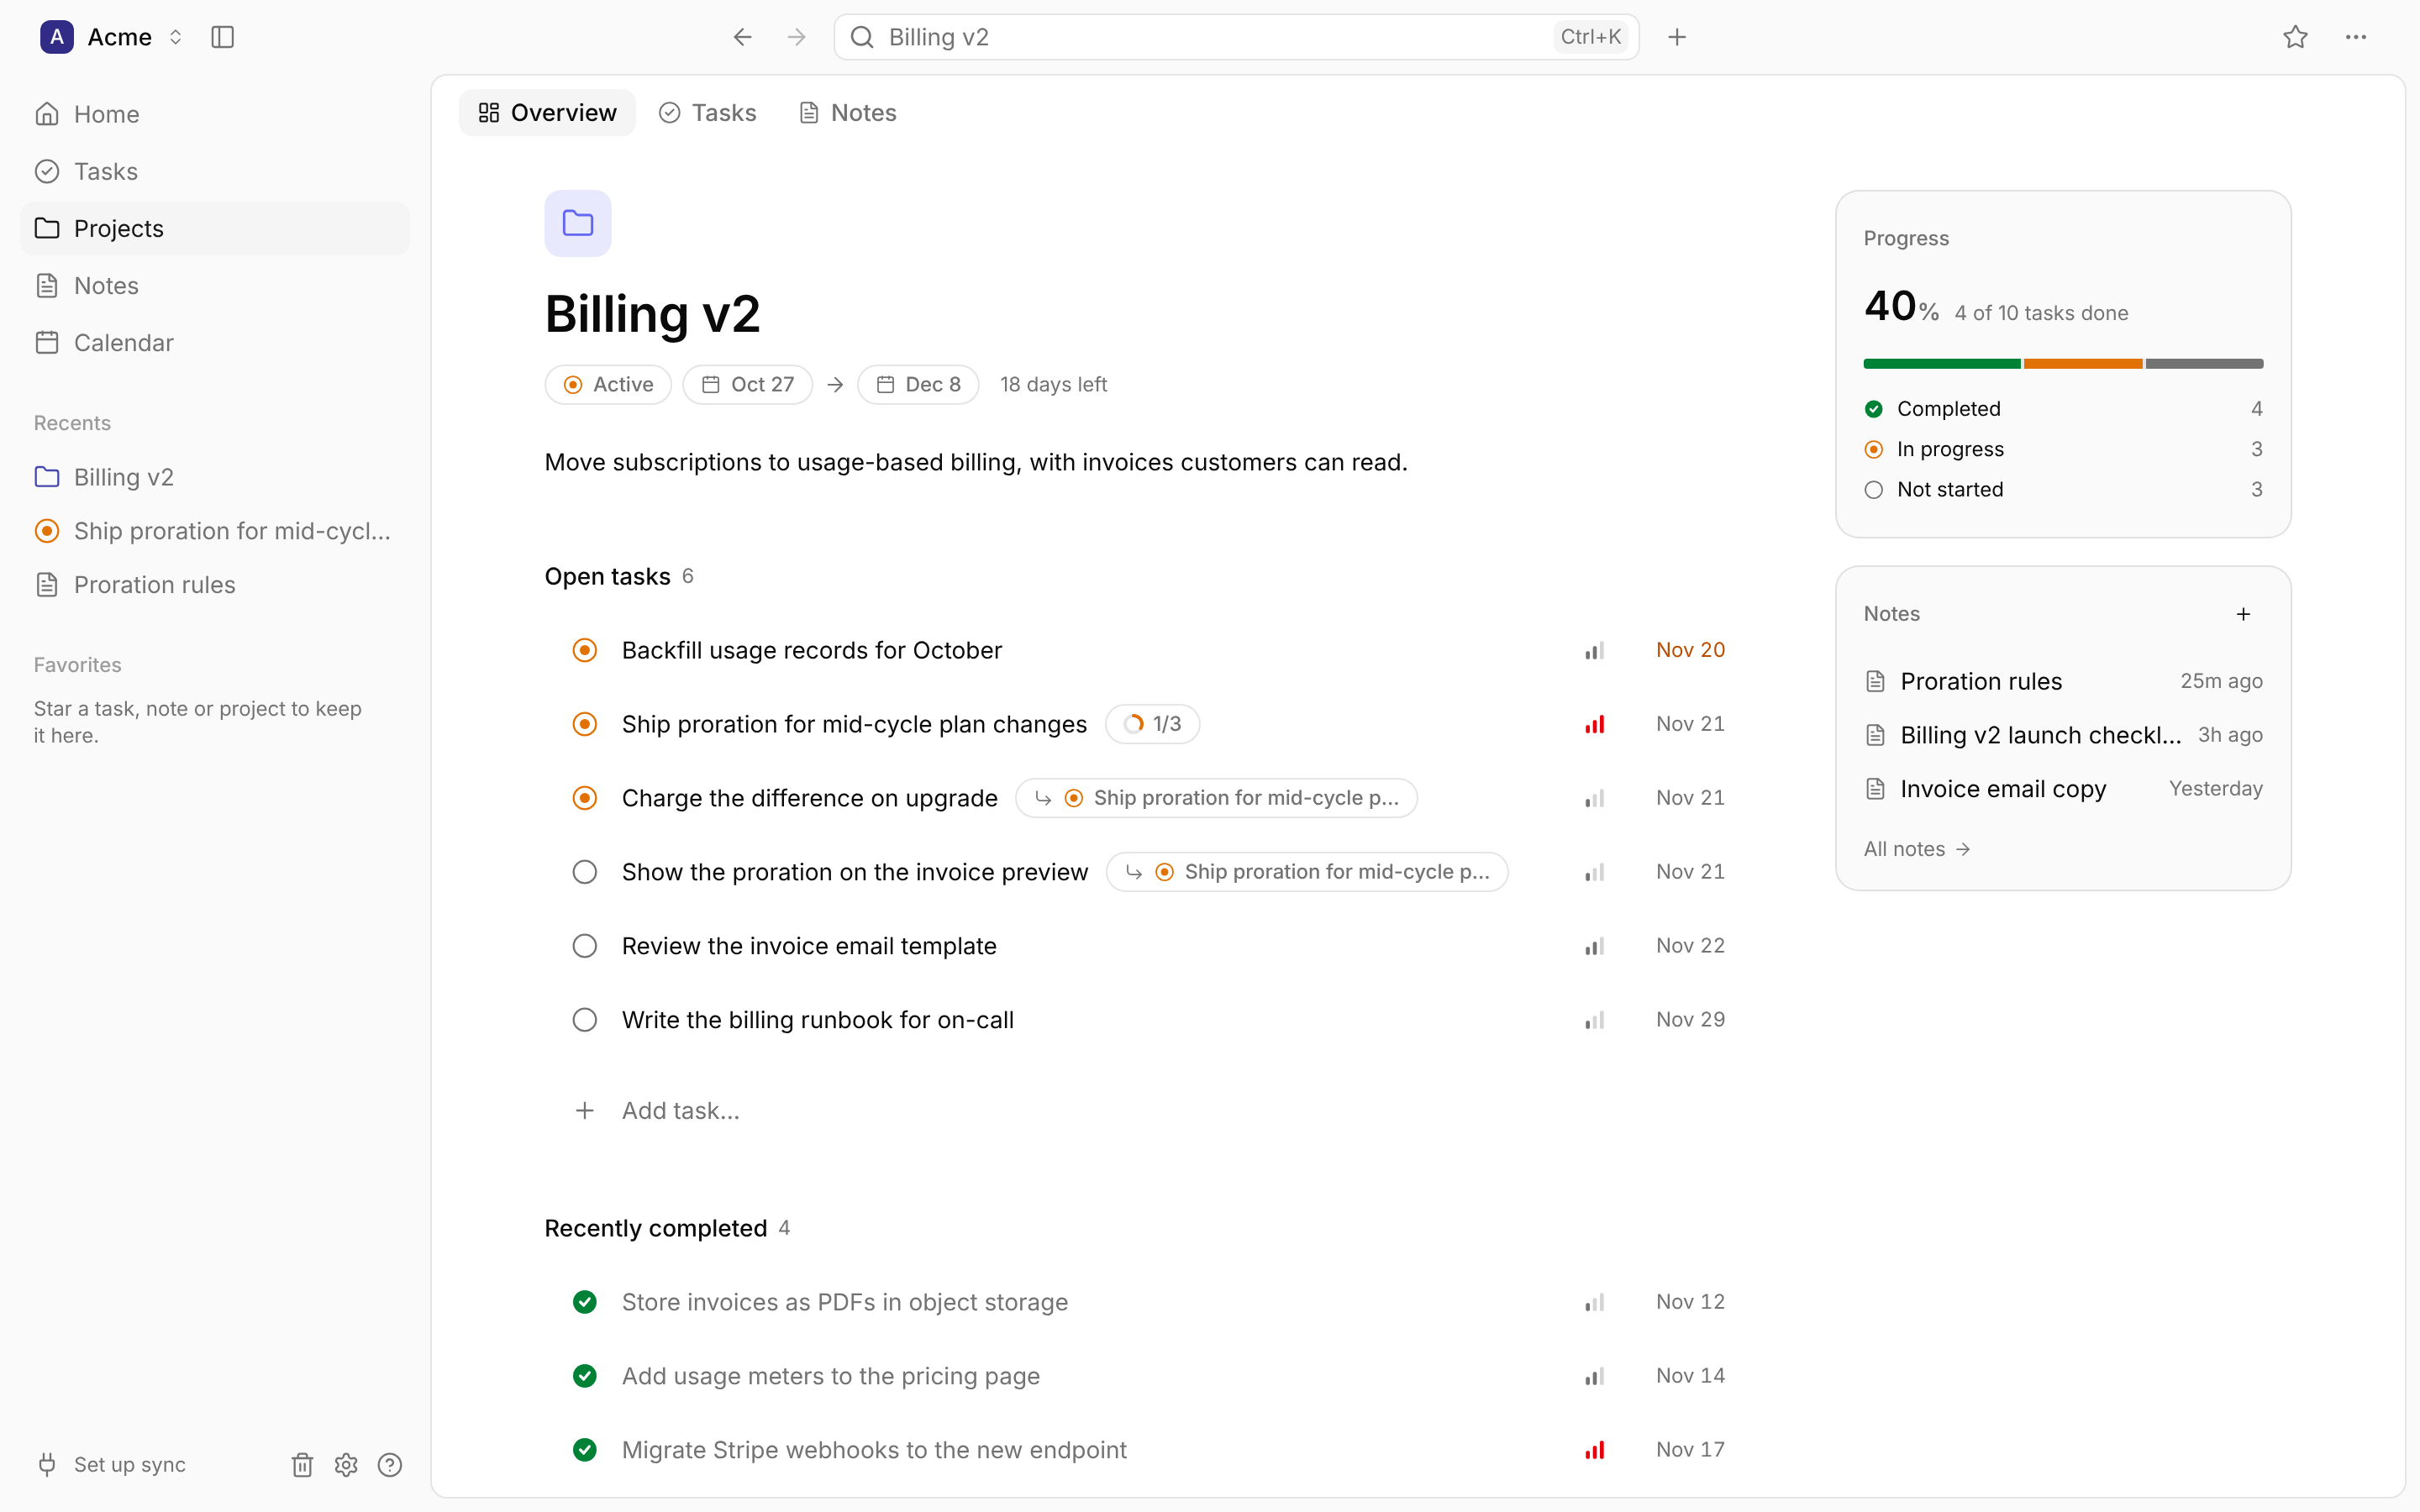 A Acme
Billing v2 Ctrl+K
Home
Tasks
Projects
Notes
Calendar
Recents
Billing v2
Ship proration for mid-cycl...
Proration rules
Favorites
Star a task, note or project to keep
it here.
Set up sync
Overview Tasks Notes
Billing v2
Active Oct 27 → Dec 8 18 days left
Move subscriptions to usage-based billing, with invoices customers can read.
Open tasks 6
Backfill usage records for October Nov 20
Ship proration for mid-cycle plan changes 1/3 Nov 21
Charge the difference on upgrade Ship proration for mid-cycle p... Nov 21
Show the proration on the invoice preview Ship proration for mid-cycle p... Nov 21
Review the invoice email template Nov 22
Write the billing runbook for on-call Nov 29
Add task...
Recently completed 4
Store invoices as PDFs in object storage Nov 12
Add usage meters to the pricing page Nov 14
Migrate Stripe webhooks to the new endpoint Nov 17
Progress
40% 4 of 10 tasks done
Completed 4
In progress 3
Not started 3
Notes
Proration rules 25m ago
Billing v2 launch checkl... 3h ago
Invoice email copy Yesterday
All notes →